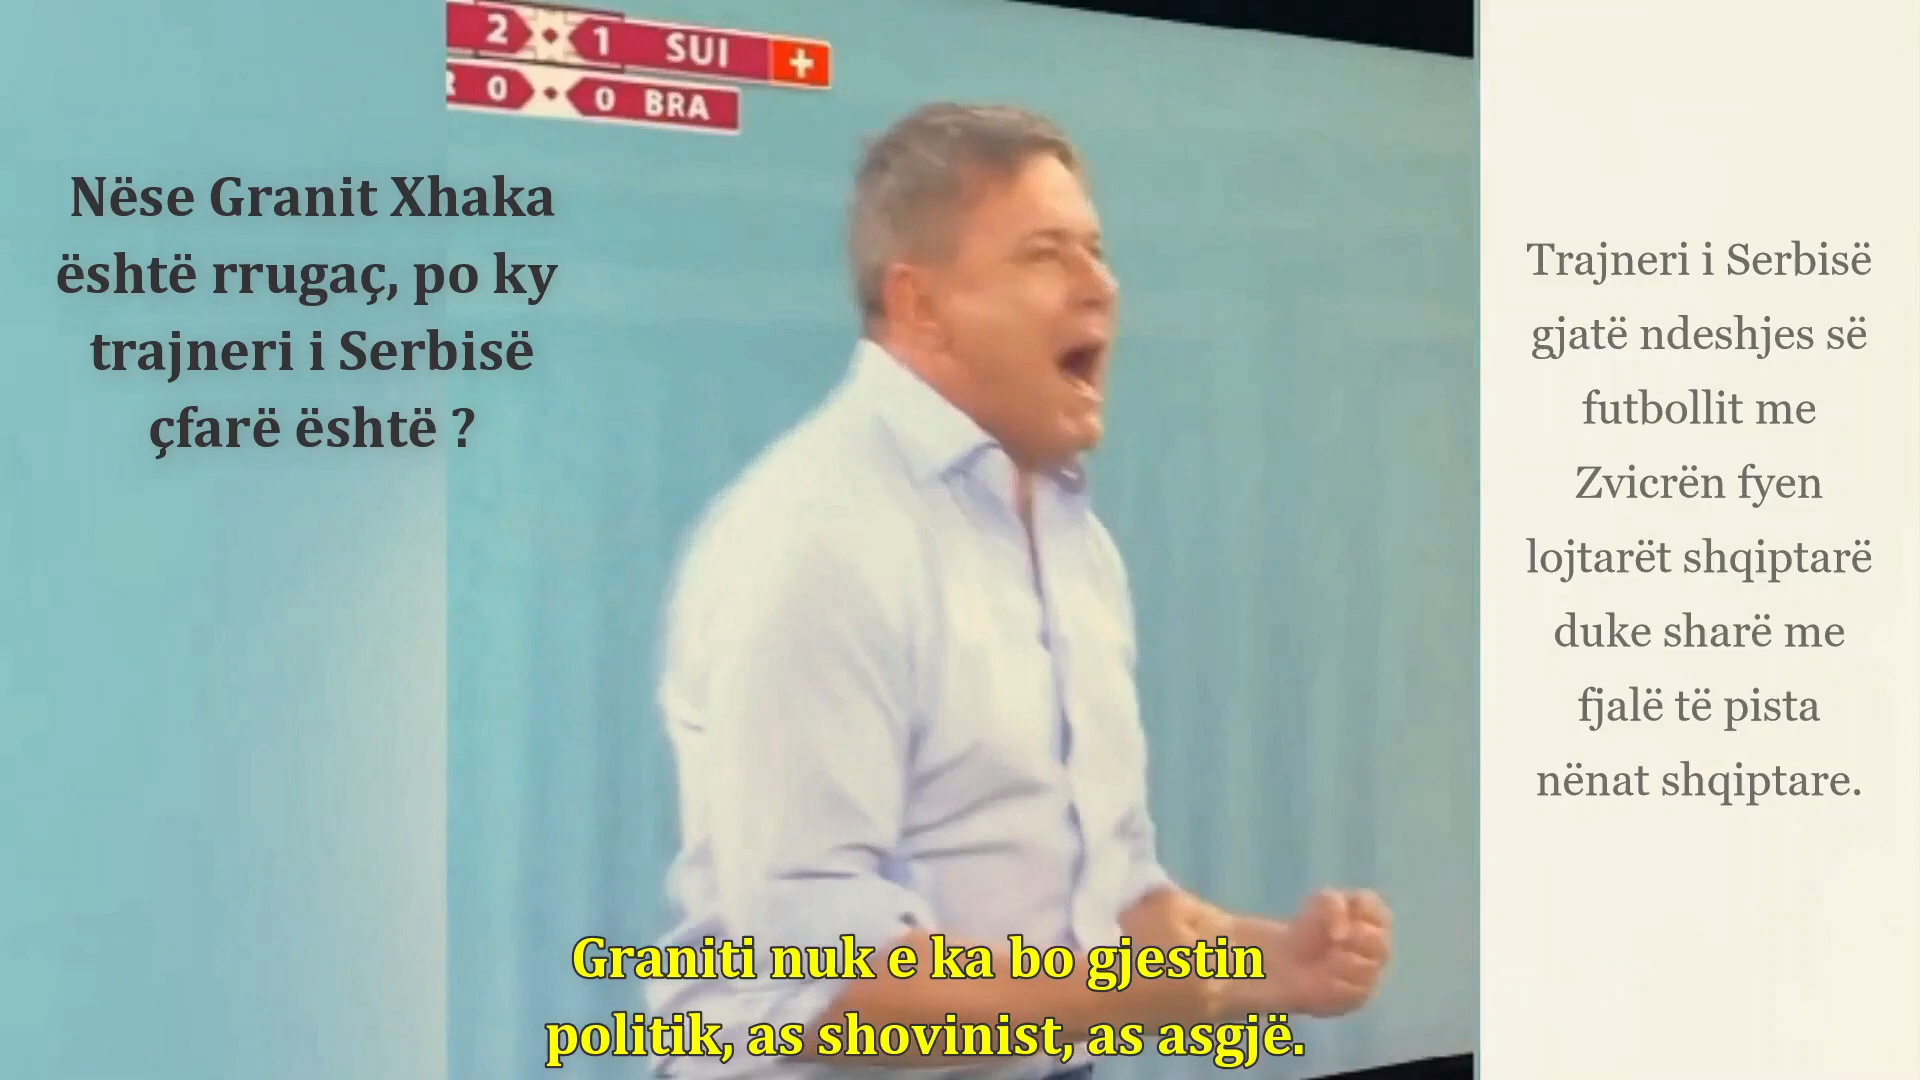 2 1 SUI
0 0 BRA
Nëse Granit Xhaka
është rrugaç, po ky
trajneri i Serbisë
çfarë është ?
Trajneri i Serbisë
gjatë ndeshjes së
futbollit me
Zvicrën fyen
lojtarët shqiptarë
duke sharë me
fjalë të pista
nënat shqiptare.
Graniti nuk e ka bo gjestin
politik, as shovinist, as asgjë.